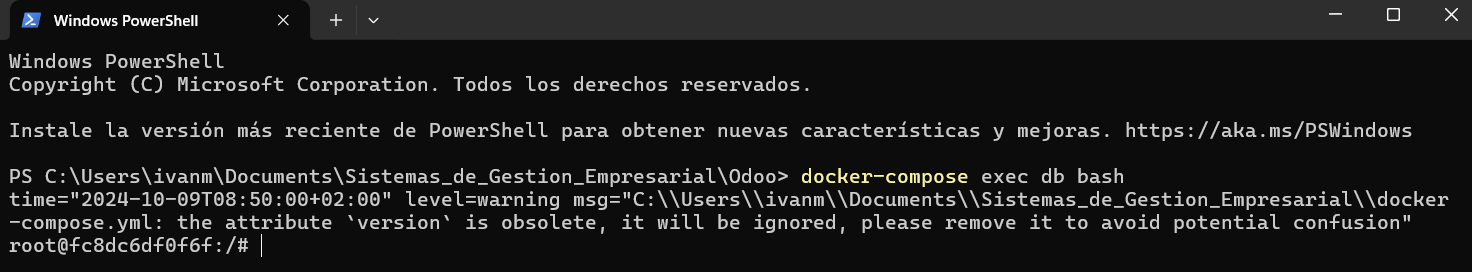 Windows PowerShell
Windows PowerShell
Copyright (C) Microsoft Corporation. Todos los derechos reservados.
Instale la versión más reciente de PowerShell para obtener nuevas características y mejoras. https://aka.ms/PSWindows
PS C:\Users\ivanm\Documents\Sistemas_de_Gestion_Empresarial\Odoo> docker-compose exec db bash
time="2024-10-09T08:50:00+02:00" level=warning msg="C:\\Users\\ivanm\\Documents\\Sistemas_de_Gestion_Empresarial\\docker
-compose.yml: the attribute `version` is obsolete, it will be ignored, please remove it to avoid potential confusion"
root@fc8dc6df0f6f:/#